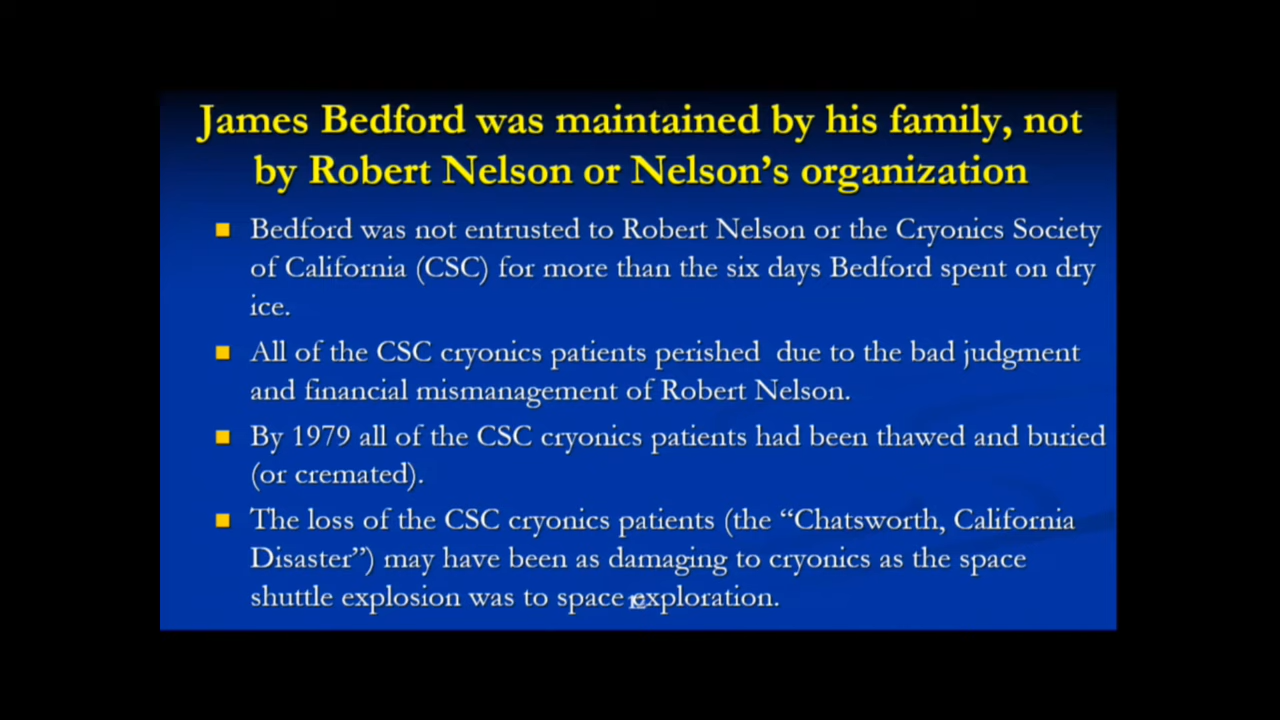 James Bedford was maintained by his family, not
by Robert Nelson or Nelson's organization
Bedford was not entrusted to Robert Nelson or the Cryonics Society
of California (CSC) for more than the six days Bedford spent on dry
ice.
All of the CSC cryonics patients perished due to the bad judgment
and financial mismanagement of Robert Nelson.
By 1979 all of the CSC cryonics patients had been thawed and buried
(or cremated).
The loss of the CSC cryonics patients (the “Chatsworth, California
Disaster”) may have been as damaging to cryonics as the space
shuttle explosion was to space exploration.